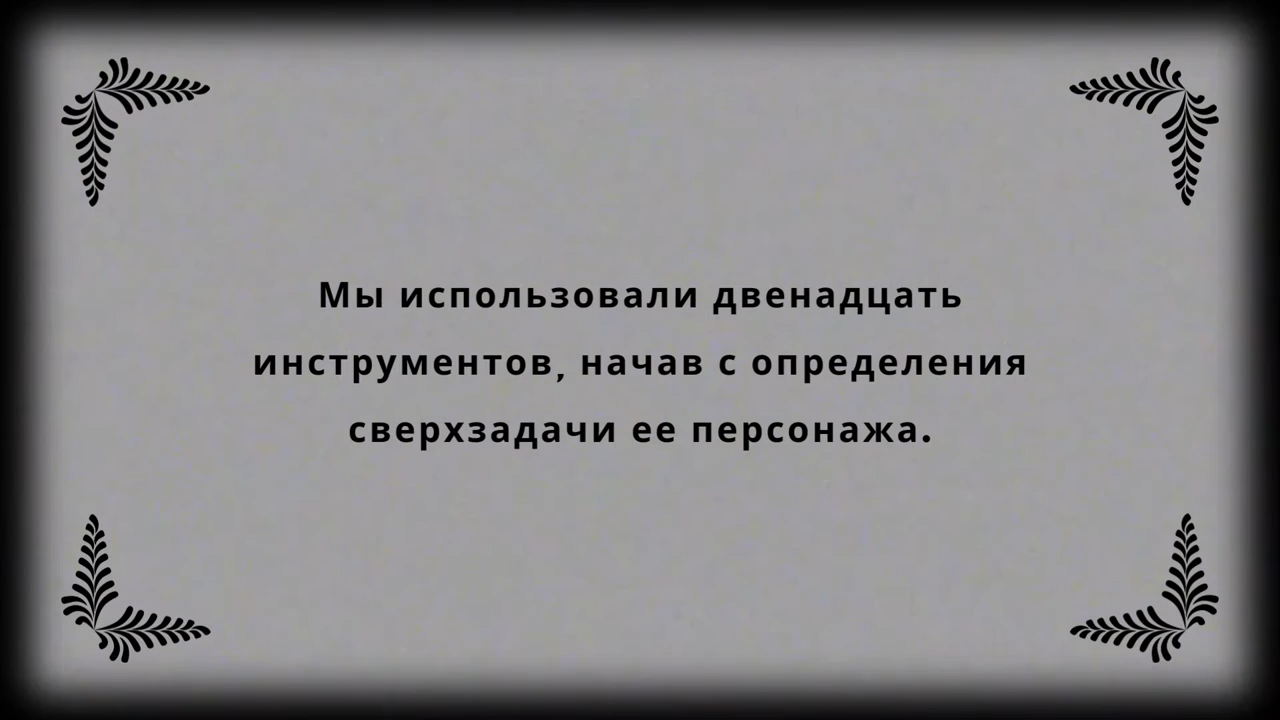 Мы использовали двенадцать
инструментов, начав с определения
сверхзадачи ее персонажа.